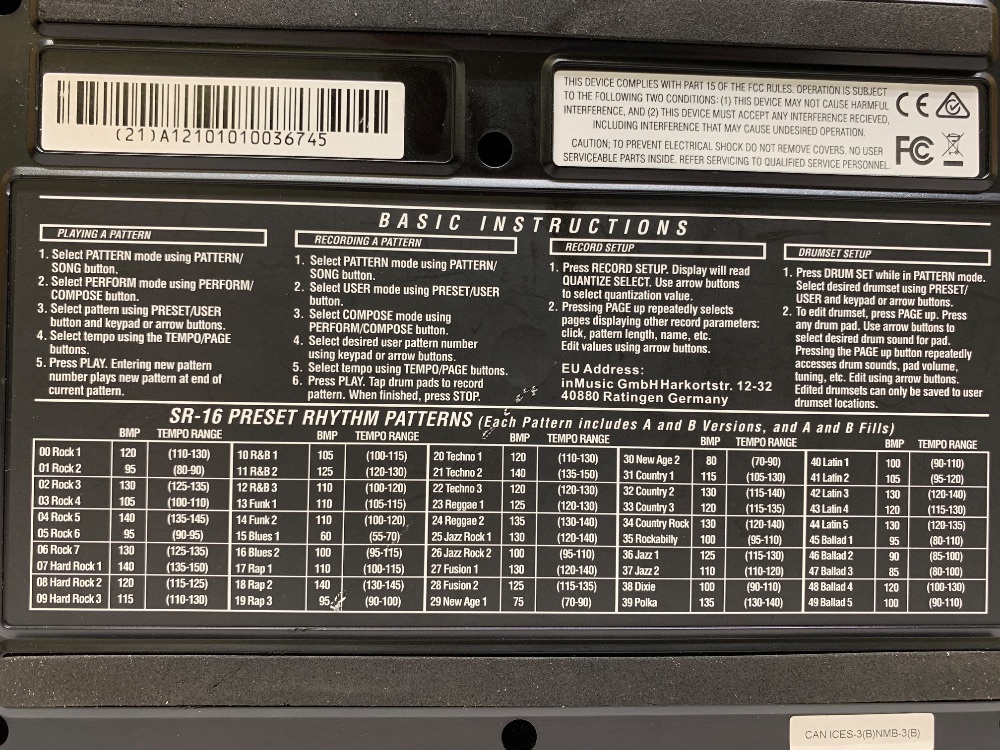 (21)A12101010036745
THIS DEVICE COMPLIES WITH PART 15 OF THE FCC RULES. OPERATION IS SUBJECT
TO THE FOLLOWING TWO CONDITIONS: (1) THIS DEVICE MAY NOT CAUSE HARMFUL
INTERFERENCE, AND (2) THIS DEVICE MUST ACCEPT ANY INTERFERENCE RECIEVED,
INCLUDING INTERFERENCE THAT MAY CAUSE UNDESIRED OPERATION.
CAUTION: TO PREVENT ELECTRICAL SHOCK DO NOT REMOVE COVERS. NO USER
SERVICEABLE PARTS INSIDE. REFER SERVICING TO QUALIFIED SERVICE PERSONNEL.
CE
FC
BASIC INSTRUCTIONS
PLAYING A PATTERN
1. Select PATTERN mode using PATTERN/
SONG button.
2. Select PERFORM mode using PERFORM/
COMPOSE button.
3. Select pattern using PRESET/USER
button and keypad or arrow buttons.
4. Select tempo using the TEMPO/PAGE
buttons.
5. Press PLAY. Entering new pattern
number plays new pattern at end of
current pattern.
RECORDING A PATTERN
1. Select PATTERN mode using PATTERN/
SONG button.
2. Select USER mode using PRESET/USER
button.
3. Select COMPOSE mode using
PERFORM/COMPOSE button.
4. Select desired user pattern number
using keypad or arrow buttons.
5. Select tempo using TEMPO/PAGE buttons.
6. Press PLAY. Tap drum pads to record
pattern. When finished, press STOP.
RECORD SETUP
1. Press RECORD SETUP. Display will read
QUANTIZE SELECT. Use arrow buttons
to select quantization value.
2. Pressing PAGE up repeatedly selects
pages displaying other record parameters:
click, pattern length, name, etc.
Edit values using arrow buttons.
EU Address:
inMusic GmbH Harkortstr. 12-32
40880 Ratingen Germany
DRUMSET SETUP
1. Press DRUM SET while in PATTERN mode.
Select desired drumset using PRESET/
USER and keypad or arrow buttons.
2. To edit drumset, press PAGE up. Press
any drum pad. Use arrow buttons to
select desired drum sound for pad.
Pressing the PAGE up button repeatedly
accesses drum sounds, pad volume,
tuning, etc. Edit using arrow buttons.
Edited drumsets can only be saved to user
drumset locations.
SR-16 PRESET RHYTHM PATTERNS (Each Pattern includes A and B Versions, and A and B Fills)
BMP TEMPO RANGE BMP TEMPO RANGE BMP TEMPO RANGE BMP TEMPO RANGE BMP TEMPO RANGE
00 Rock 1 120 (110-130) 10 R&B 1 105 (100-115) 20 Techno 1 120 (110-130) 30 New Age 2 80 (70-90) 40 Latin 1 100 (90-110)
01 Rock 2 95 (80-90) 11 R&B 2 125 (120-130) 21 Techno 2 140 (135-150) 31 Country 1 115 (105-130) 41 Latin 2 105 (95-120)
02 Rock 3 130 (125-135) 12 R&B 3 110 (100-120) 22 Techno 3 120 (120-130) 32 Country 2 130 (115-140) 42 Latin 3 130 (120-140)
03 Rock 4 105 (100-110) 13 Funk 1 110 (105-115) 23 Reggae 1 125 (120-130) 33 Country 3 120 (115-135) 43 Latin 4 120 (115-130)
04 Rock 5 140 (135-145) 14 Funk 2 110 (100-120) 24 Reggae 2 135 (130-140) 34 Country Rock 130 (120-140) 44 Latin 5 130 (120-135)
05 Rock 6 95 (90-95) 15 Blues 1 60 (55-70) 25 Jazz Rock 1 130 (120-140) 35 Rockabilly 100 (95-110) 45 Ballad 1 95 (80-110)
06 Rock 7 130 (125-135) 16 Blues 2 100 (95-115) 26 Jazz Rock 2 100 (95-110) 36 Jazz 1 125 (115-130) 46 Ballad 2 90 (85-100)
07 Hard Rock 1 140 (135-150) 17 Rap 1 110 (100-115) 27 Fusion 1 130 (120-140) 37 Jazz 2 110 (110-120) 47 Ballad 3 85 (80-100)
08 Hard Rock 2 120 (115-125) 18 Rap 2 140 (130-145) 28 Fusion 2 125 (115-135) 38 Dixie 100 (90-110) 48 Ballad 4 120 (100-130)
09 Hard Rock 3 115 (110-130) 19 Rap 3 95 (90-100) 29 New Age 1 75 (70-90) 39 Polka 135 (130-140) 49 Ballad 5 100 (90-110)
CAN ICES-3(B)NMB-3(B)